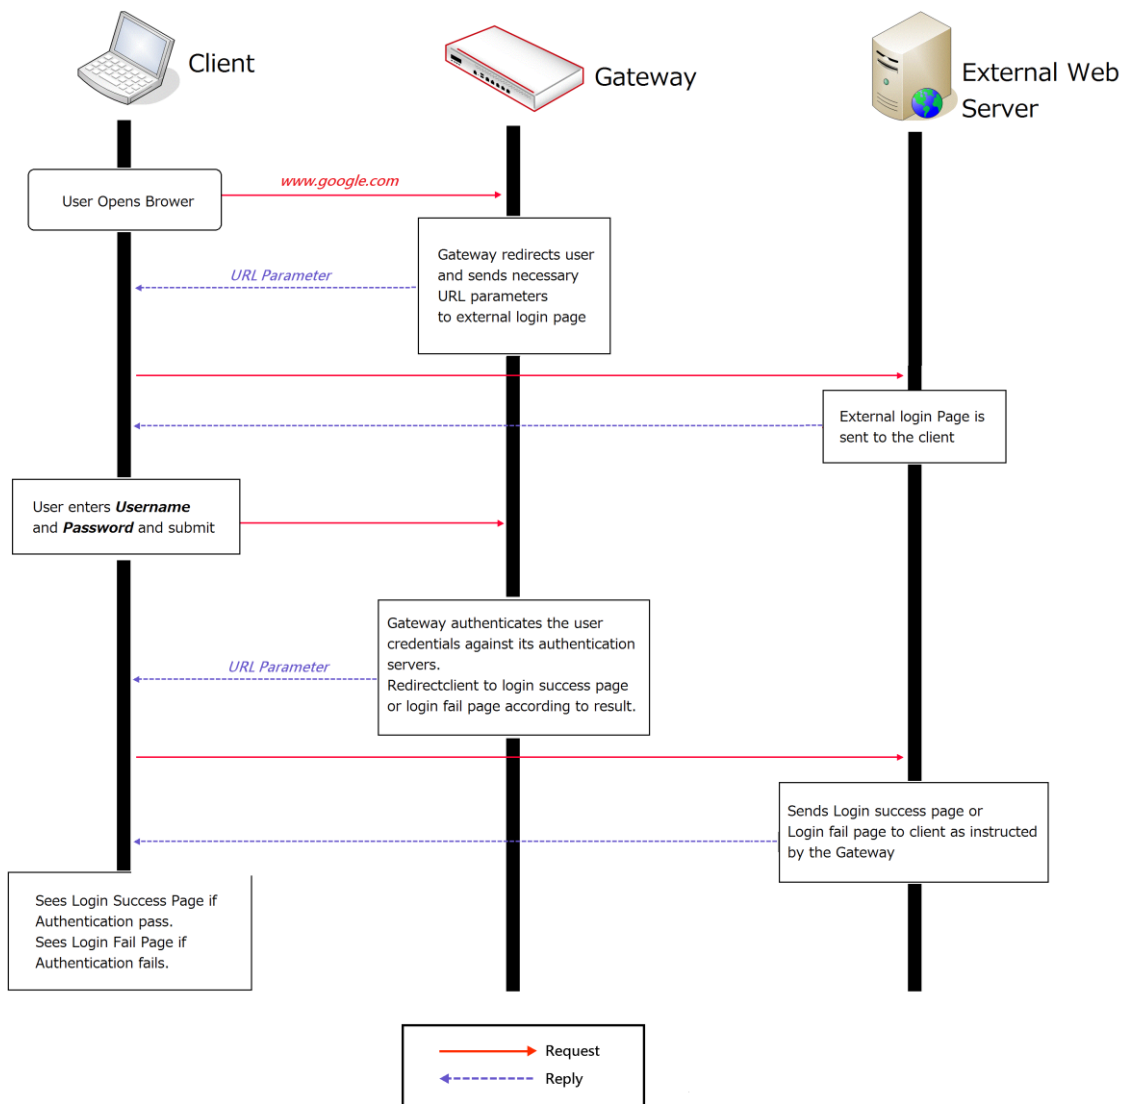 Client
Gateway
External Web
Server
www.google.com
User Opens Brower
Gateway redirects user
and sends necessary
URL parameters
to external login page
URL Parameter
External login Page is
sent to the client
User enters Username
and Password and submit
Gateway authenticates the user
credentials against its authentication
servers.
Redirectclient to login success page
or login fail page according to result.
URL Parameter
Sends Login success page or
Login fail page to client as instructed
by the Gateway
Sees Login Success Page if
Authentication pass.
Sees Login Fail Page if
Authentication fails.
Request
Reply